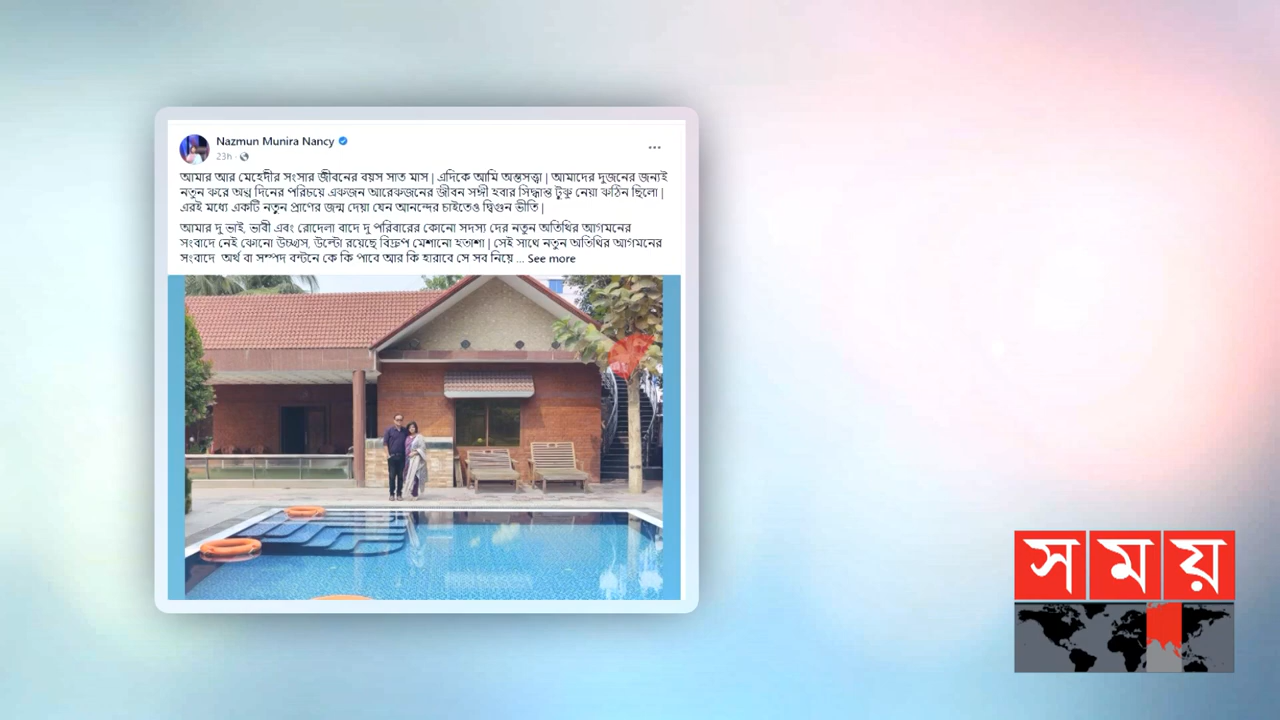 Nazmun Munira Nancy
23h ·
আমার আর মেহেদীর সংসার জীবনের বয়স সাত মাস | এদিকে আমি অন্তসত্ত্বা | আমাদের দুজনের জন্যই
নতুন করে অল্প দিনের পরিচয়ে একজন আরেকজনের জীবন সঙ্গী হবার সিদ্ধান্ত টুকু নেয়া কঠিন ছিলো |
এরই মধ্যে একটি নতুন প্রাণের জন্ম দেয়া যেন আনন্দের চাইতেও দ্বিগুন ভীতি |
আমার দু ভাই, ভাবী এবং রোদেলা বাদে দু পরিবারের কোনো সদস্য দের নতুন অতিথির আগমনের
সংবাদে নেই কোনো উচ্ছাস, উল্টো রয়েছে বিদ্রুপ মেশানো হতাশা | সেই সাথে নতুন অতিথির আগমনের
সংবাদে অর্থ বা সম্পদ বন্টনে কে কি পাবে আর কি হারাবে সে সব নিয়ে ... See more
সময়